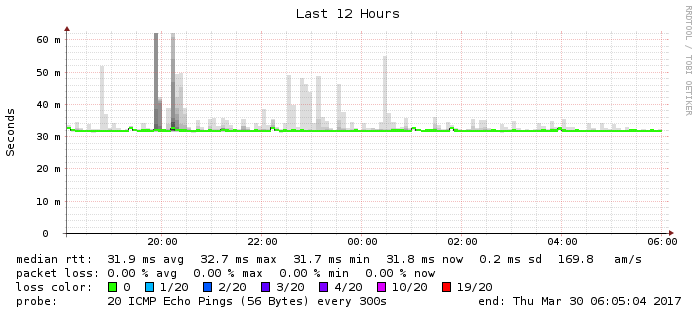 Last 12 Hours
RRDTOOL / TOBI OETIKER
Seconds
60 m
50 m
40 m
30 m
20 m
10 m
0
20:00 22:00 00:00 02:00 04:00 06:00
median rtt: 31.9 ms avg 32.7 ms max 31.7 ms min 31.8 ms now 0.2 ms sd 169.8 am/s
packet loss: 0.00 % avg 0.00 % max 0.00 % min 0.00 % now
loss color: 0 1/20 2/20 3/20 4/20 10/20 19/20
probe: 20 ICMP Echo Pings (56 Bytes) every 300s end: Thu Mar 30 06:05:04 2017